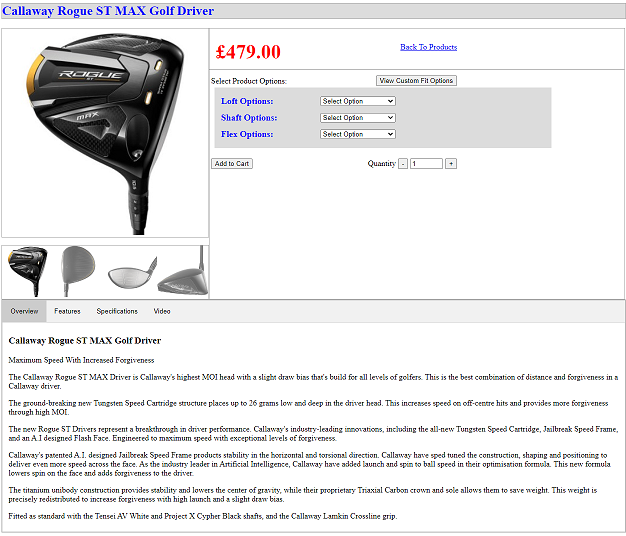 Callaway Rogue ST MAX Golf Driver
ROGUE
ST
MAX
£479.00
Back To Products
Select Product Options:
View Custom Fit Options
Loft Options:
Select Option
Shaft Options:
Select Option
Flex Options:
Select Option
Add to Cart
Quantity - 1 +
Overview Features Specifications Video
Callaway Rogue ST MAX Golf Driver
Maximum Speed With Increased Forgiveness
The Callaway Rogue ST MAX Driver is Callaway's highest MOI head with a slight draw bias that's build for all levels of golfers. This is the best combination of distance and forgiveness in a
Callaway driver.
The ground-breaking new Tungsten Speed Cartridge structure places up to 26 grams low and deep in the driver head. This increases speed on off-centre hits and provides more forgiveness
through high MOI.
The new Rogue ST Drivers represent a breakthrough in driver performance. Callaway's industry-leading innovations, including the all-new Tungsten Speed Cartridge, Jailbreak Speed Frame,
and an A.I designed Flash Face. Engineered to maximum speed with exceptional levels of forgiveness.
Callaway's patented A.I. designed Jailbreak Speed Frame products stability in the horizontal and torsional direction. Callaway have sped tuned the construction, shaping and positioning to
deliver even more speed across the face. As the industry leader in Artificial Intelligence, Callaway have added launch and spin to ball speed in their optimisation formula. This new formula
lowers spin on the face and adds forgiveness to the driver.
The titanium unibody construction provides stability and lowers the center of gravity, while their proprietary Triaxial Carbon crown and sole allows them to save weight. This weight is
precisely redistributed to increase forgiveness with high launch and a slight draw bias.
Fitted as standard with the Tensei AV White and Project X Cypher Black shafts, and the Callaway Lamkin Crossline grip.